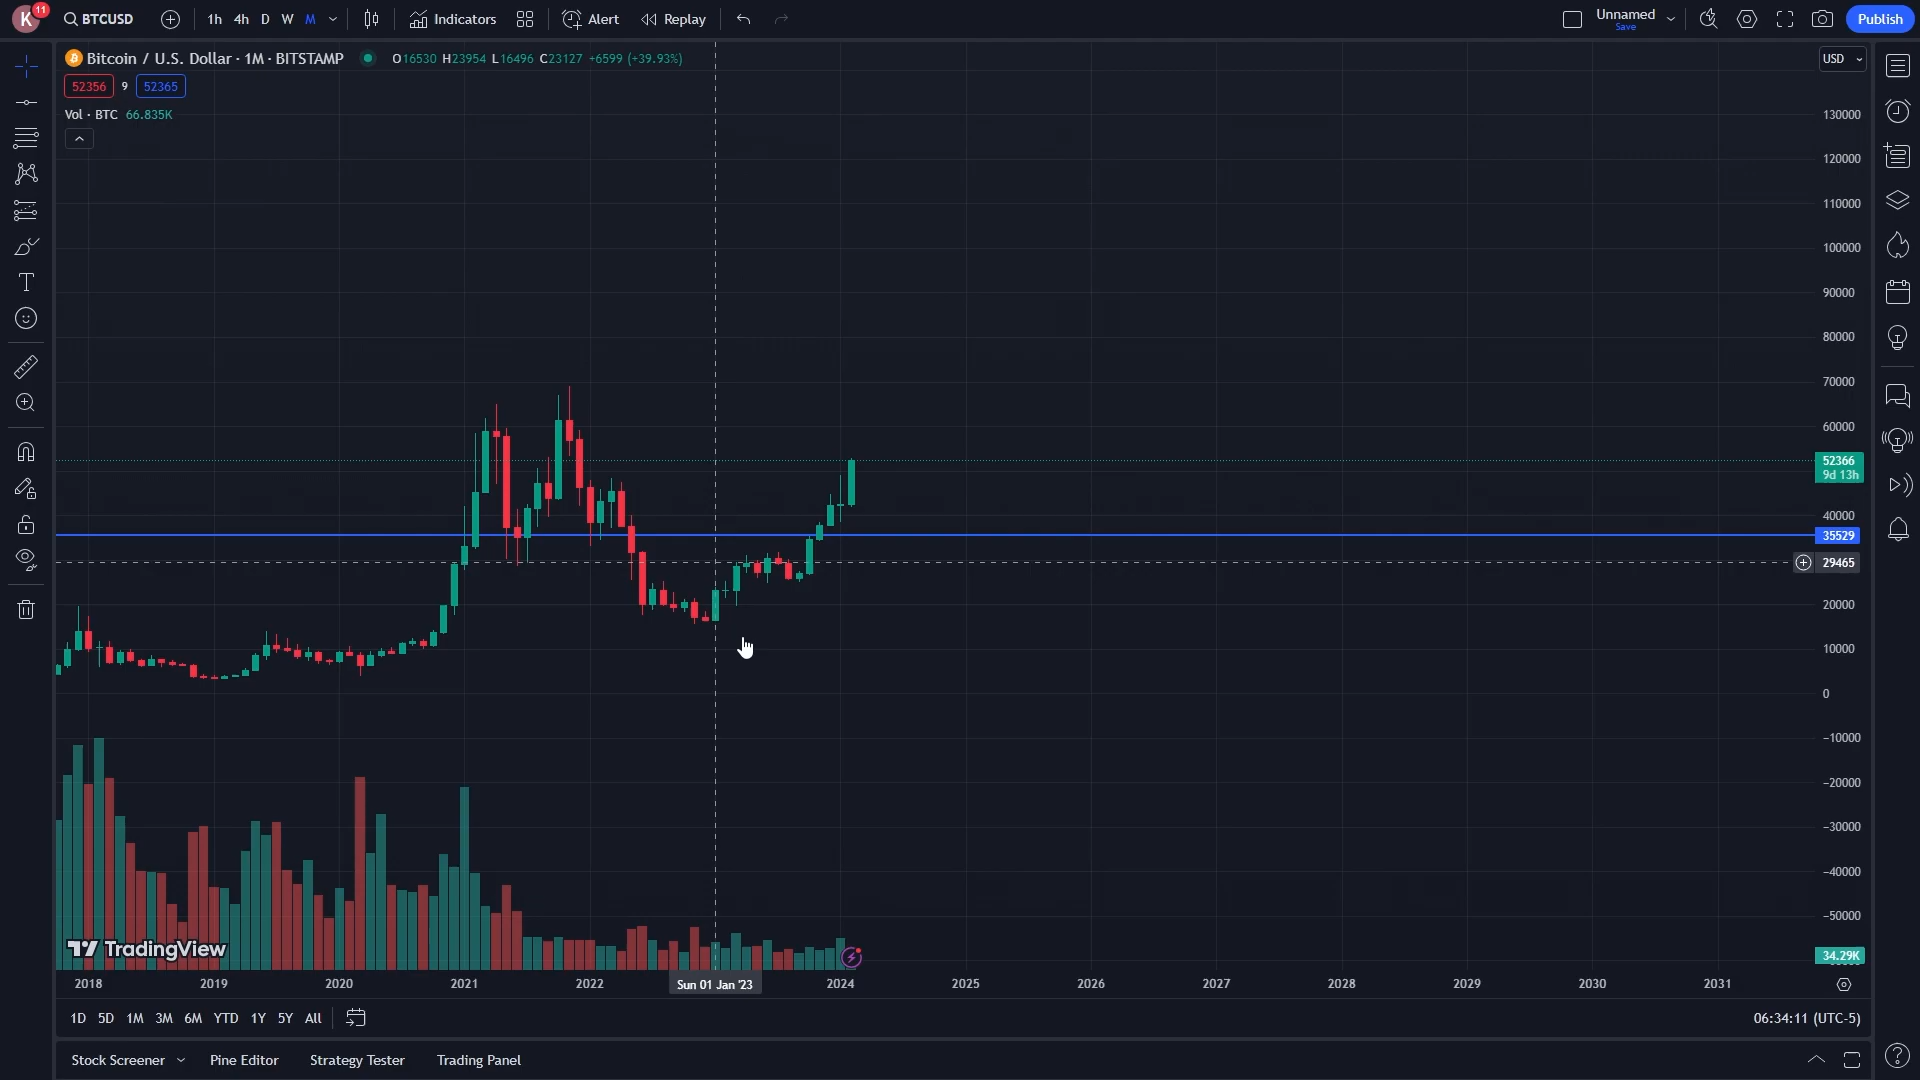 K 11 BTCUSD 1h 4h D W M Indicators Alert Replay Unnamed Save Publish
Bitcoin / U.S. Dollar · 1M · BITSTAMP O16530 H23954 L16496 C23127 +6599 (+39.93%) USD
52356 9 52365
Vol · BTC 66.835K
130000
120000
110000
100000
90000
80000
70000
60000
52366
9d 13h
40000
35529
29465
20000
10000
0
−10000
−20000
−30000
−40000
−50000
34.29K
TradingView
2018 2019 2020 2021 2022 Sun 01 Jan '23 2024 2025 2026 2027 2028 2029 2030 2031
1D 5D 1M 3M 6M YTD 1Y 5Y All 06:34:11 (UTC-5)
Stock Screener Pine Editor Strategy Tester Trading Panel